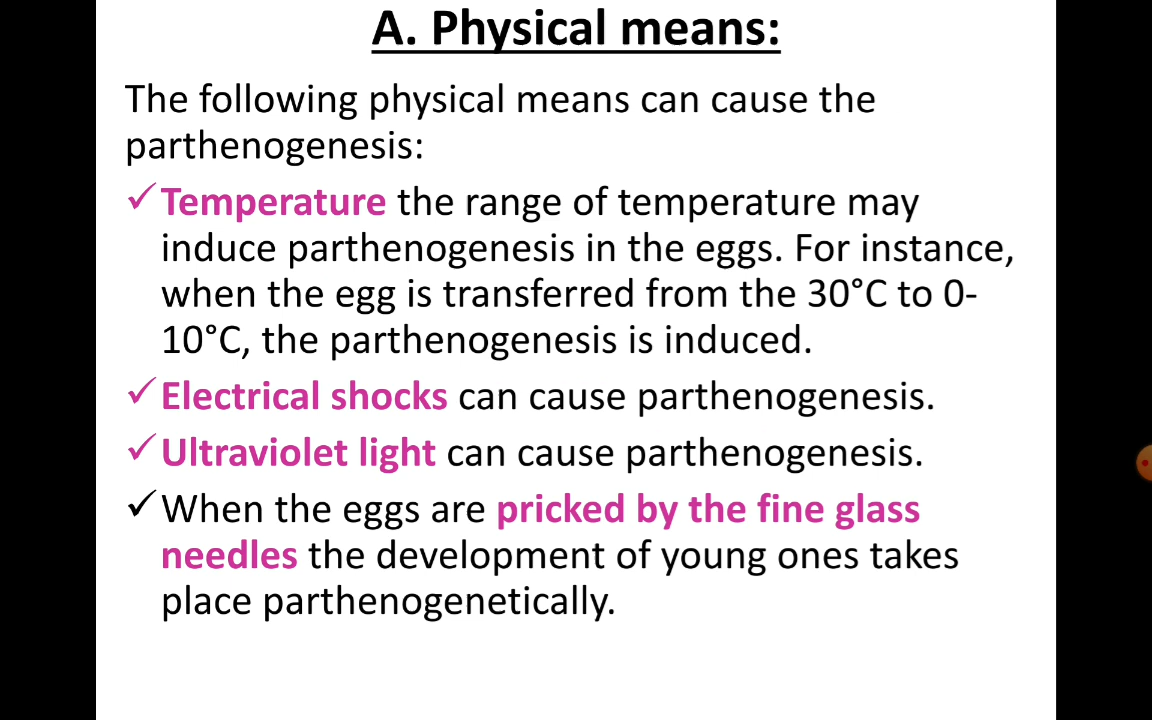 A. Physical means:
The following physical means can cause the
parthenogenesis:
✓Temperature the range of temperature may
induce parthenogenesis in the eggs. For instance,
when the egg is transferred from the 30°C to 0-
10°C, the parthenogenesis is induced.
✓Electrical shocks can cause parthenogenesis.
✓Ultraviolet light can cause parthenogenesis.
✓When the eggs are pricked by the fine glass
needles the development of young ones takes
place parthenogenetically.